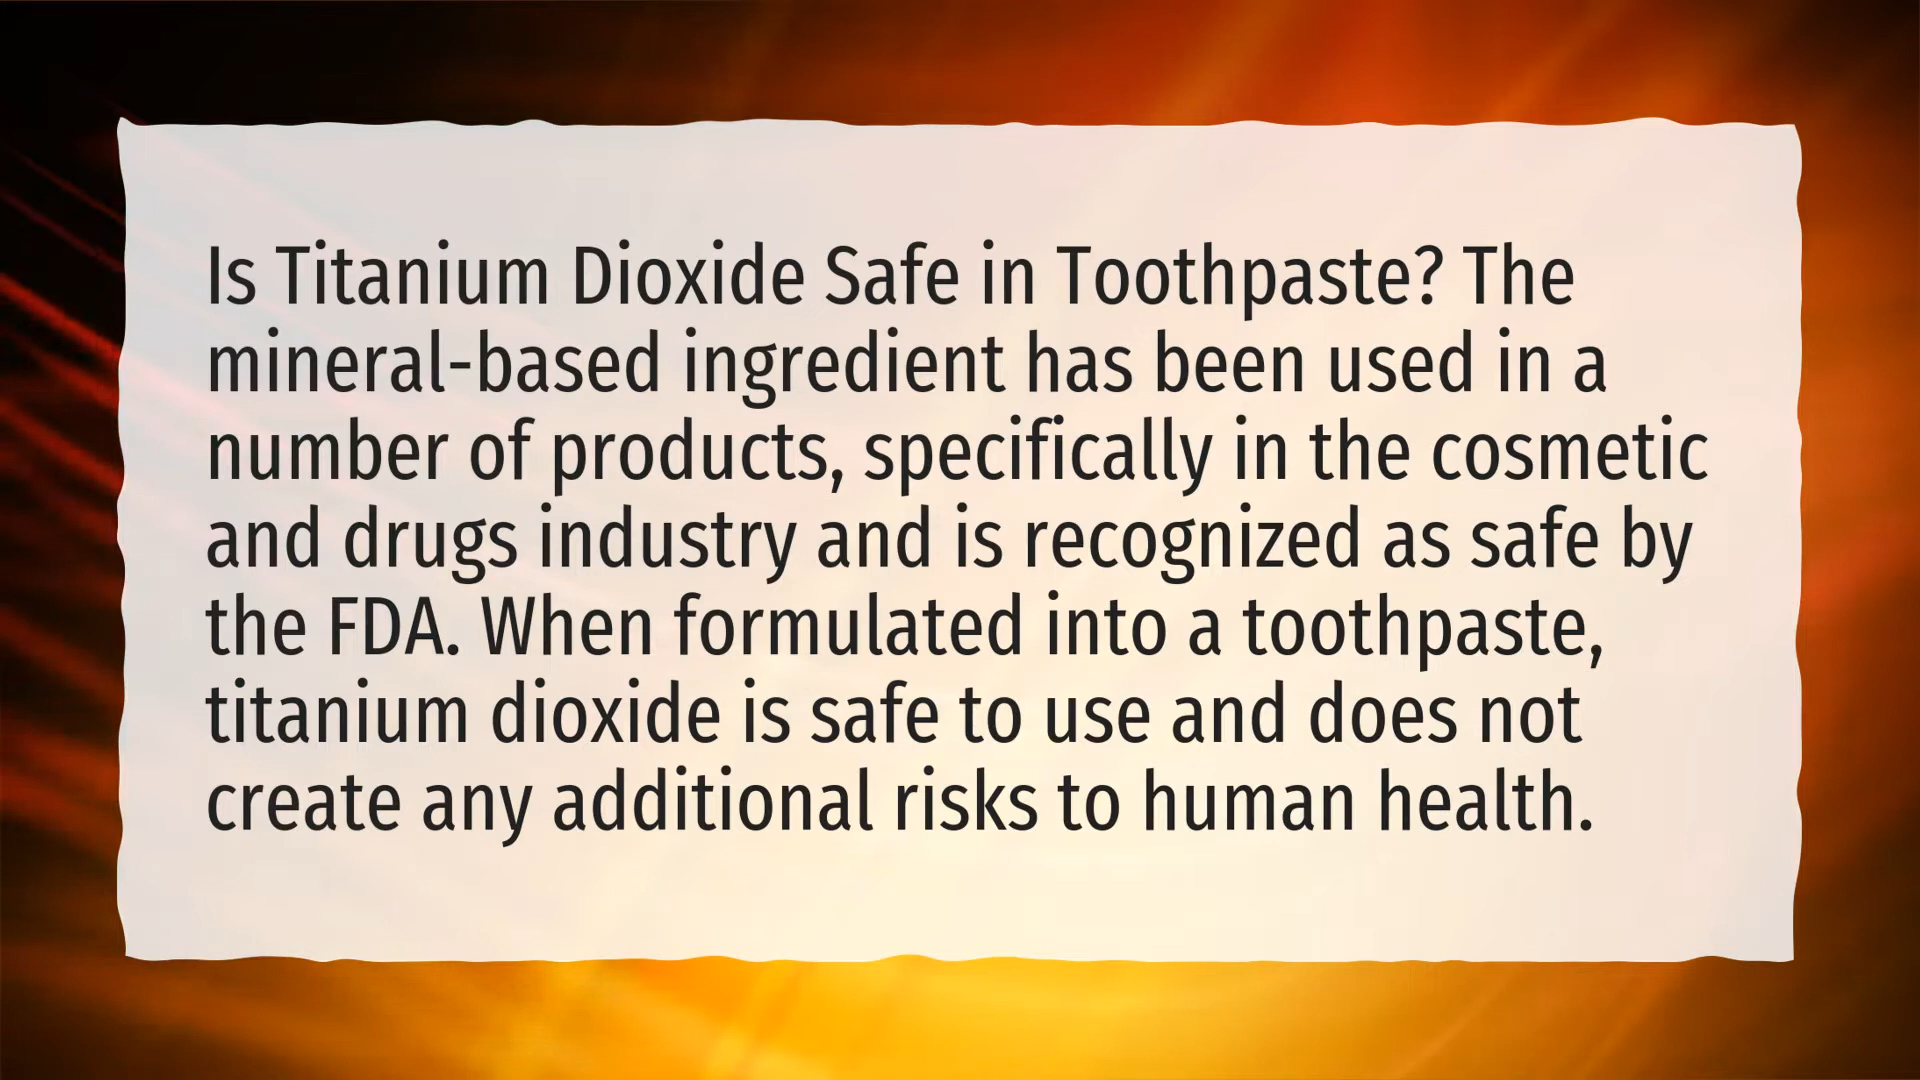 Is Titanium Dioxide Safe in Toothpaste? The
mineral-based ingredient has been used in a
number of products, specifically in the cosmetic
and drugs industry and is recognized as safe by
the FDA. When formulated into a toothpaste,
titanium dioxide is safe to use and does not
create any additional risks to human health.